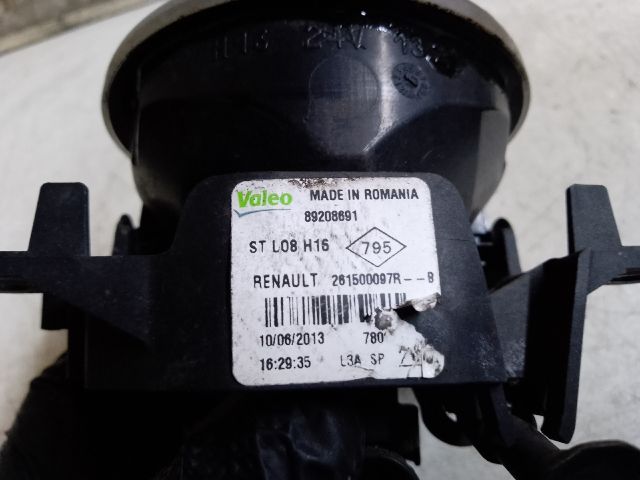 Valeo MADE IN ROMANIA
89208691
ST L08 H16 795
RENAULT 261500097R--B
10/06/2013 780
16:29:35 L3A SP